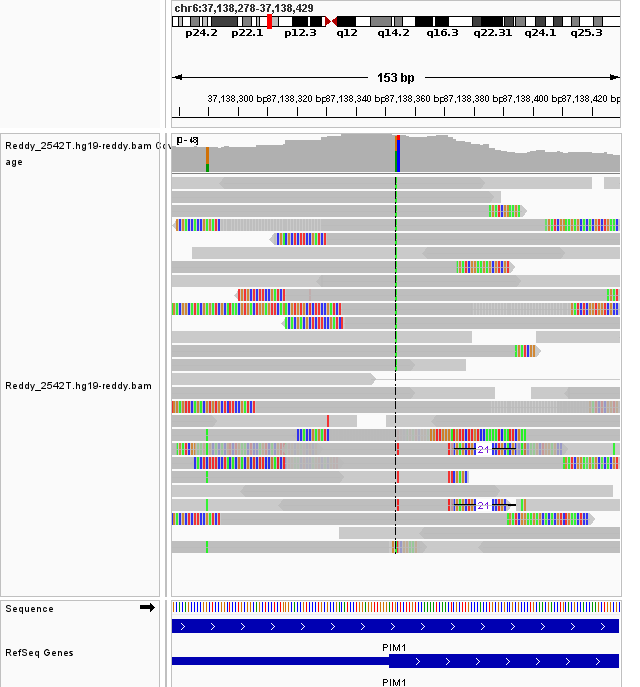 chr6:37,138,278-37,138,429
p24.2 p22.1 p12.3 q12 q14.2 q16.3 q22.31 q24.1 q25.3
153 bp
37,138,300 bp 37,138,320 bp 37,138,340 bp 37,138,360 bp 37,138,380 bp 37,138,400 bp 37,138,420 bp
Reddy_2542T.hg19-reddy.bam Cov
age
Reddy_2542T.hg19-reddy.bam
21
21
Sequence
PIM1
RefSeq Genes
PIM1